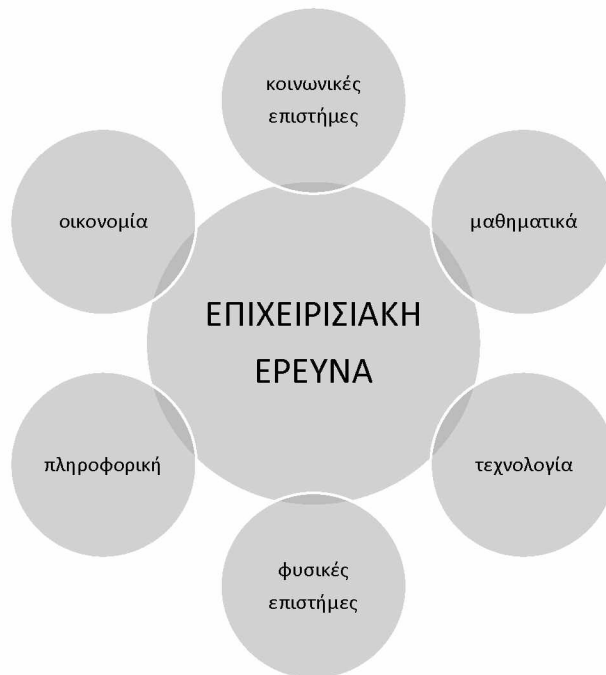 κοινωνικές
επιστήμες
οικονομία
μαθηματικά
ΕΠΙΧΕΙΡΙΣΙΑΚΗ
ΕΡΕΥΝΑ
πληροφορική
τεχνολογία
φυσικές
επιστήμες